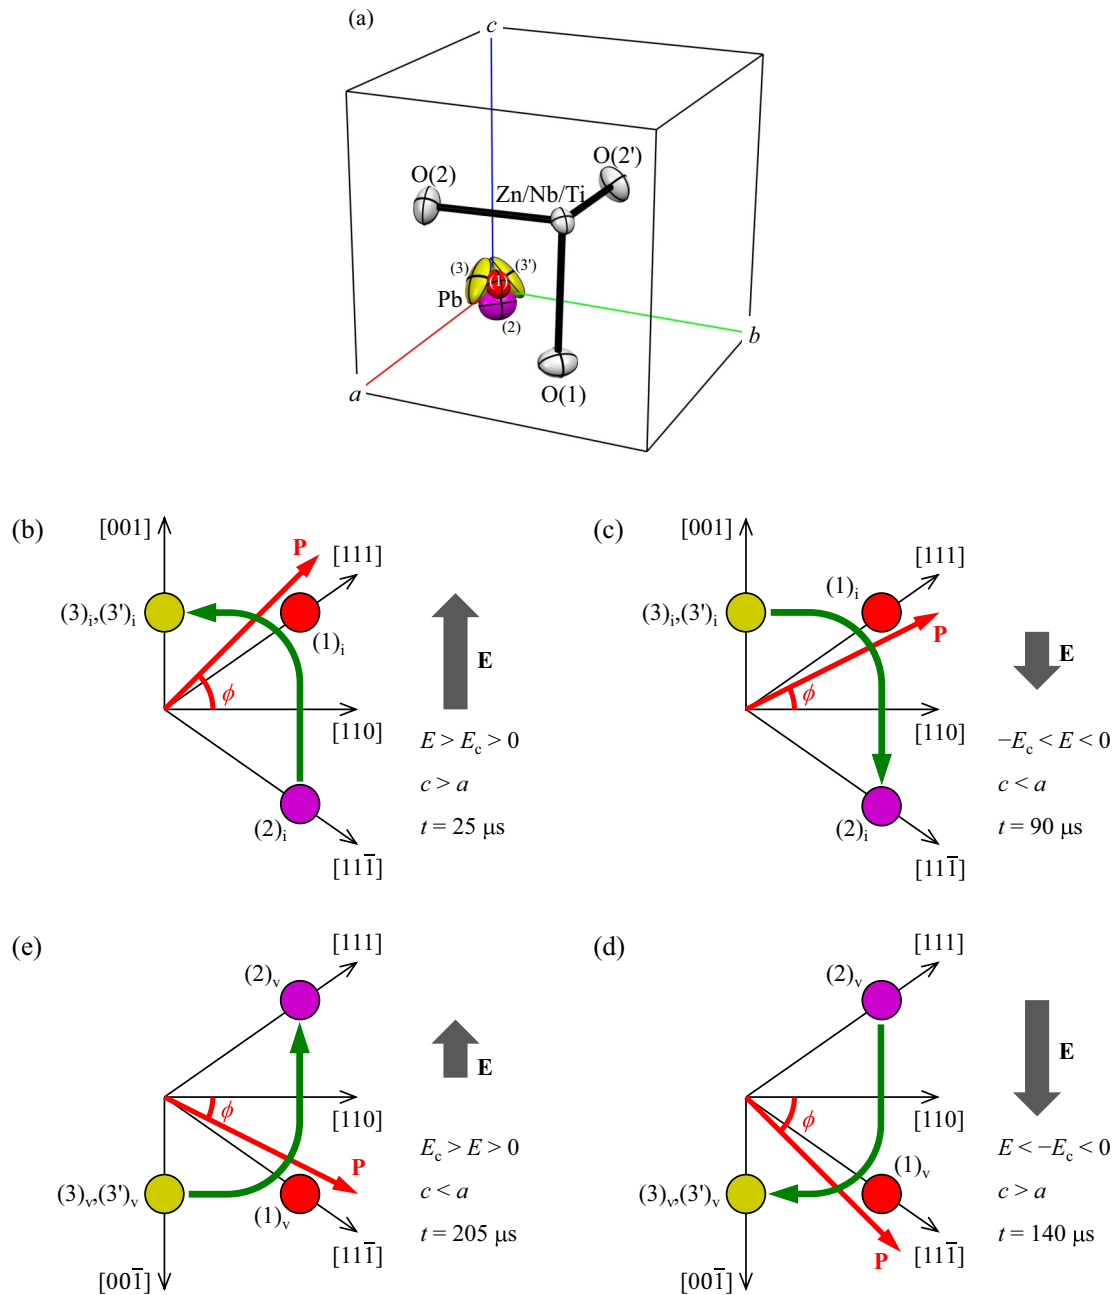 (a)
c
O(2)
Zn/Nb/Ti
O(2')
(3)
(1)
(3')
Pb
(2)
a
b
O(1)
(b)
[001]
P
[111]
(3)i,(3')i
(1)i
ϕ
[110]
(2)i
[111̅]
E
E > Ec > 0
c > a
t = 25 μs
(c)
[001]
[111]
(1)i
(3)i,(3')i
P
ϕ
[110]
(2)i
[111̅]
E
−Ec < E < 0
c < a
t = 90 μs
(e)
[111]
(2)v
ϕ
[110]
P
(3)v,(3')v
(1)v
[111̅]
[001̅]
E
Ec > E > 0
c < a
t = 205 μs
(d)
[111]
(2)v
ϕ
[110]
(1)v
(3)v,(3')v
P
[111̅]
[001̅]
E
E < −Ec < 0
c > a
t = 140 μs